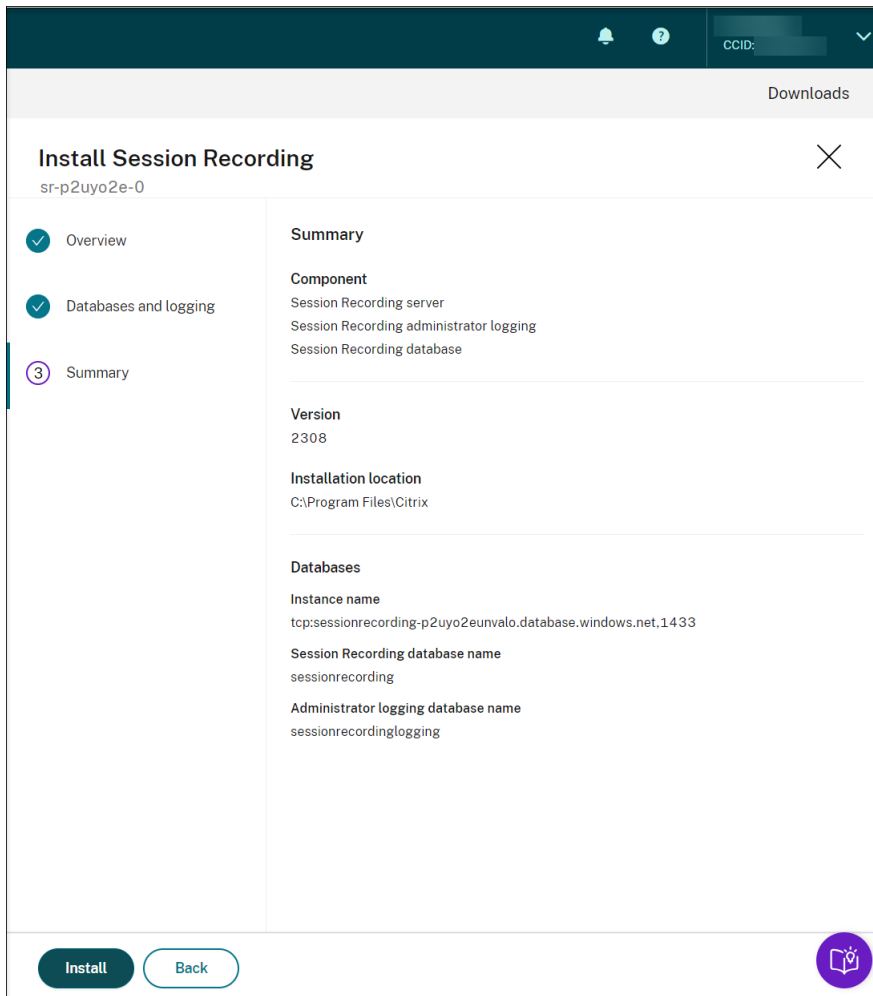 ?
CCID:
Downloads
Install Session Recording
sr-p2uyo2e-0
Overview
Databases and logging
3 Summary
Summary
Component
Session Recording server
Session Recording administrator logging
Session Recording database
Version
2308
Installation location
C:\Program Files\Citrix
Databases
Instance name
tcp:sessionrecording-p2uyo2eunvalo.database.windows.net,1433
Session Recording database name
sessionrecording
Administrator logging database name
sessionrecordinglogging
Install
Back